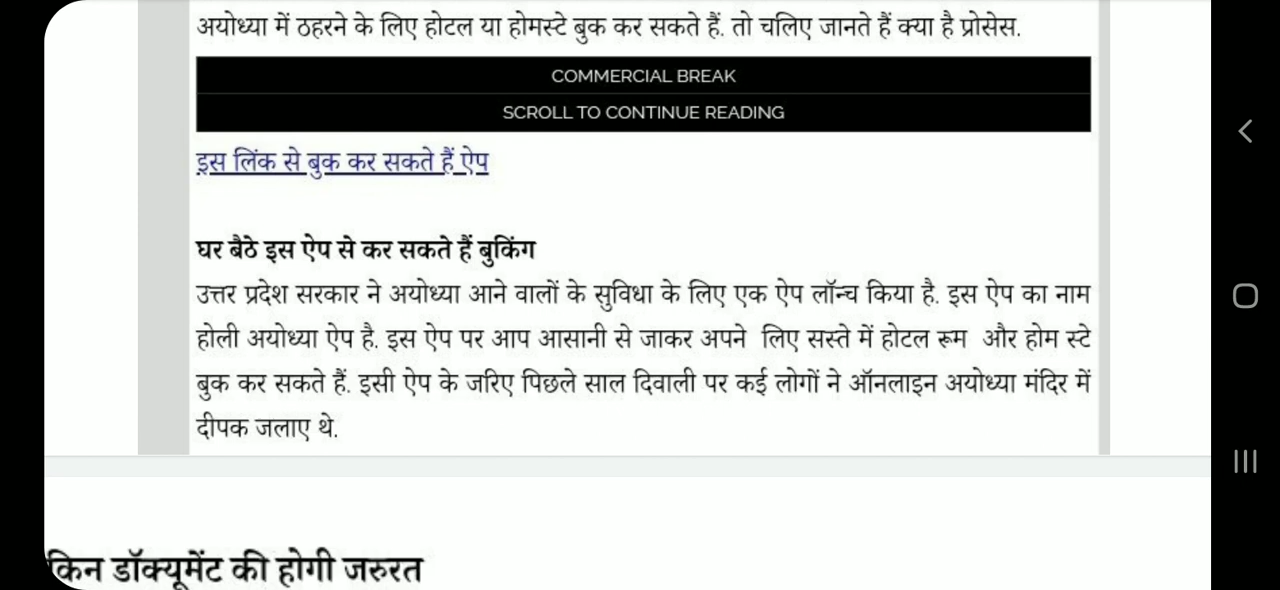 अयोध्या में ठहरने के लिए होटल या होमस्टे बुक कर सकते हैं. तो चलिए जानते हैं क्या है प्रोसेस.
COMMERCIAL BREAK
SCROLL TO CONTINUE READING
इस लिंक से बुक कर सकते हैं ऐप
घर बैठे इस ऐप से कर सकते हैं बुकिंग
उत्तर प्रदेश सरकार ने अयोध्या आने वालों के सुविधा के लिए एक ऐप लॉन्च किया है. इस ऐप का नाम
होली अयोध्या ऐप है. इस ऐप पर आप आसानी से जाकर अपने लिए सस्ते में होटल रूम और होम स्टे
बुक कर सकते हैं. इसी ऐप के जरिए पिछले साल दिवाली पर कई लोगों ने ऑनलाइन अयोध्या मंदिर में
दीपक जलाए थे.
किन डॉक्यूमेंट की होगी जरुरत